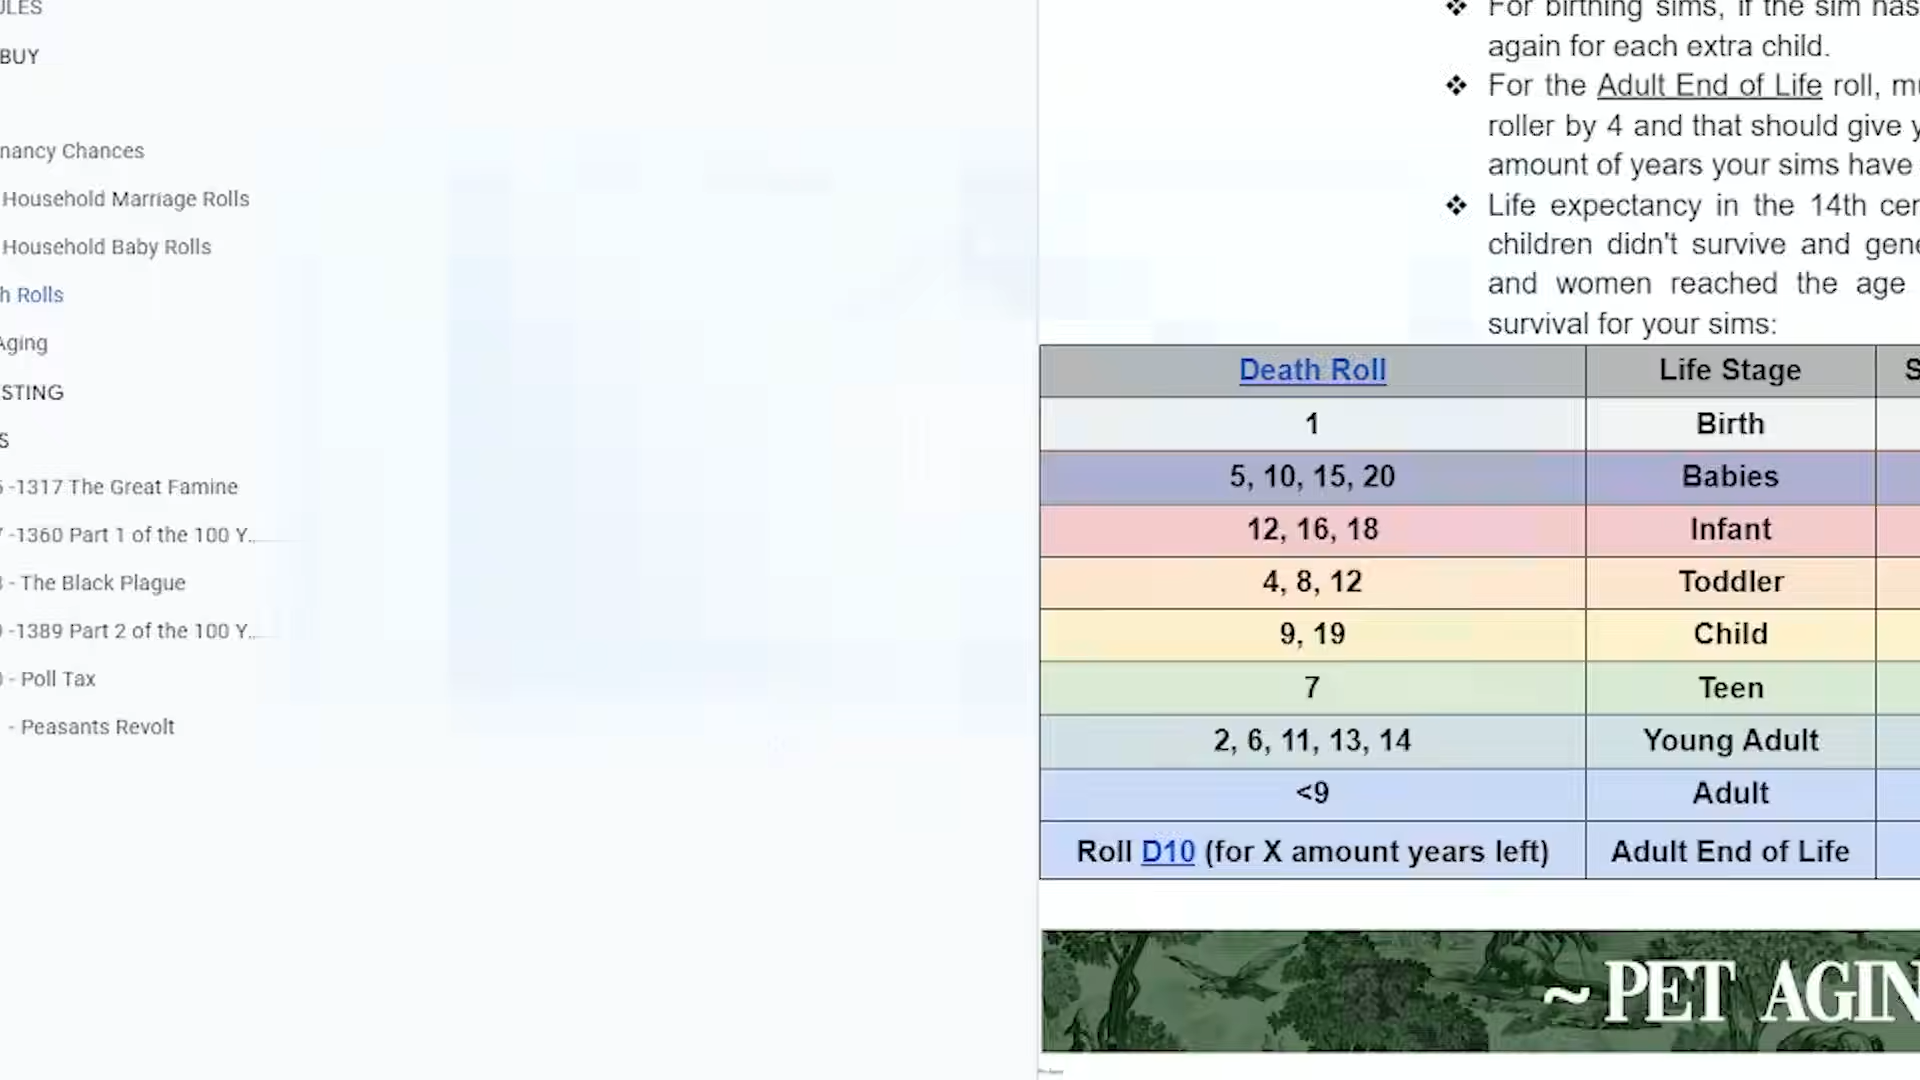 ULES
BUY
nancy Chances
Household Marriage Rolls
Household Baby Rolls
h Rolls
Aging
STING
S
-1317 The Great Famine
-1360 Part 1 of the 100 Y...
- The Black Plague
-1389 Part 2 of the 100 Y...
- Poll Tax
- Peasants Revolt
❖ For birthing sims, if the sim has
again for each extra child.
❖ For the Adult End of Life roll, mu
roller by 4 and that should give y
amount of years your sims have
❖ Life expectancy in the 14th cen
children didn't survive and gene
and women reached the age
survival for your sims:
Death Roll Life Stage S
1 Birth
5, 10, 15, 20 Babies
12, 16, 18 Infant
4, 8, 12 Toddler
9, 19 Child
7 Teen
2, 6, 11, 13, 14 Young Adult
<9 Adult
Roll D10 (for X amount years left) Adult End of Life
~ PET AGIN